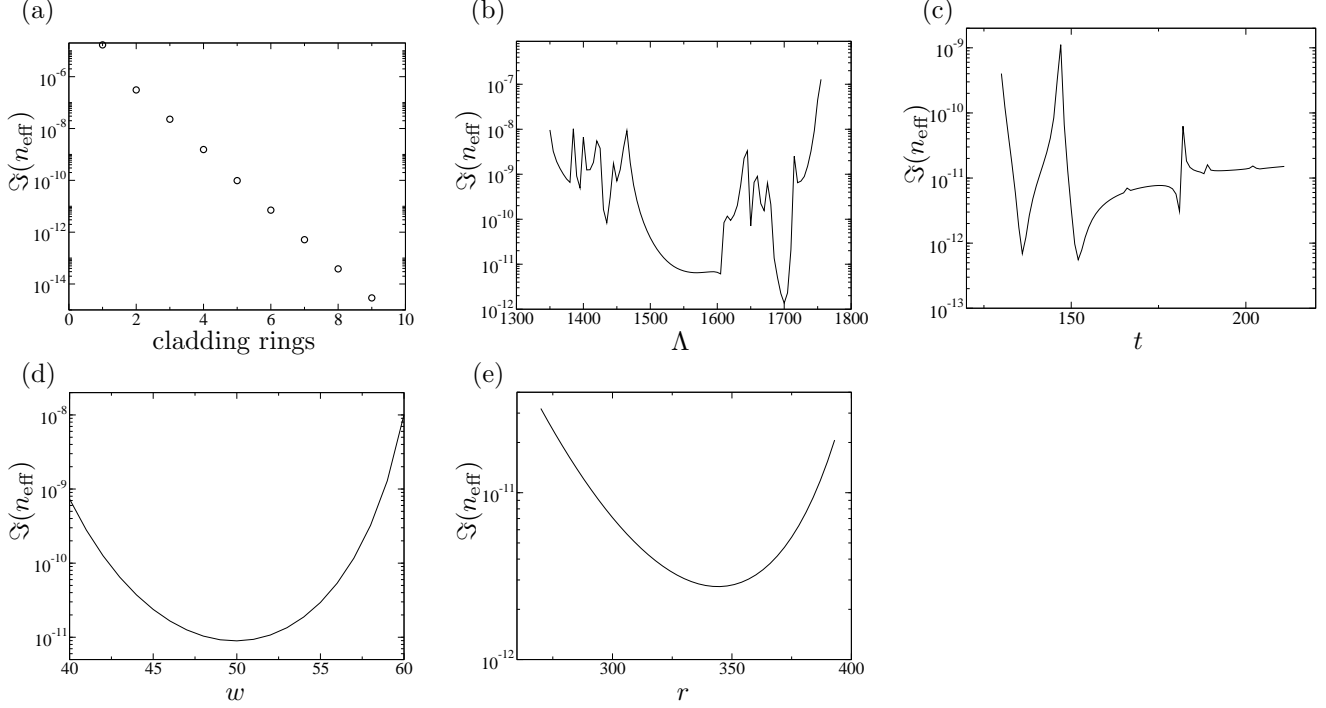 (a)
10^-6
10^-8
10^-10
10^-12
10^-14
ℑ(n_eff)
0 2 4 6 8 10
cladding rings
(b)
10^-7
10^-8
10^-9
10^-10
10^-11
10^-12
ℑ(n_eff)
1300 1400 1500 1600 1700 1800
Λ
(c)
10^-9
10^-10
10^-11
10^-12
10^-13
ℑ(n_eff)
150 200
t
(d)
10^-8
10^-9
10^-10
10^-11
ℑ(n_eff)
40 45 50 55 60
w
(e)
10^-11
10^-12
ℑ(n_eff)
300 350 400
r